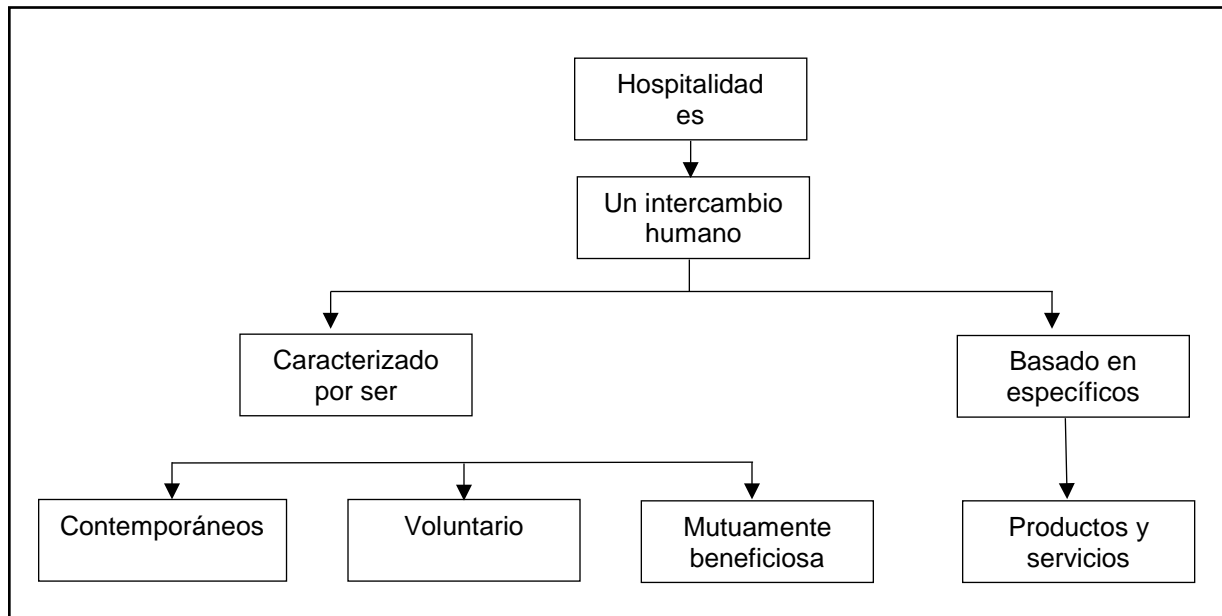 Hospitalidad
es
Un intercambio
humano
Caracterizado
por ser
Basado en
específicos
Contemporáneos
Voluntario
Mutuamente
beneficiosa
Productos y
servicios